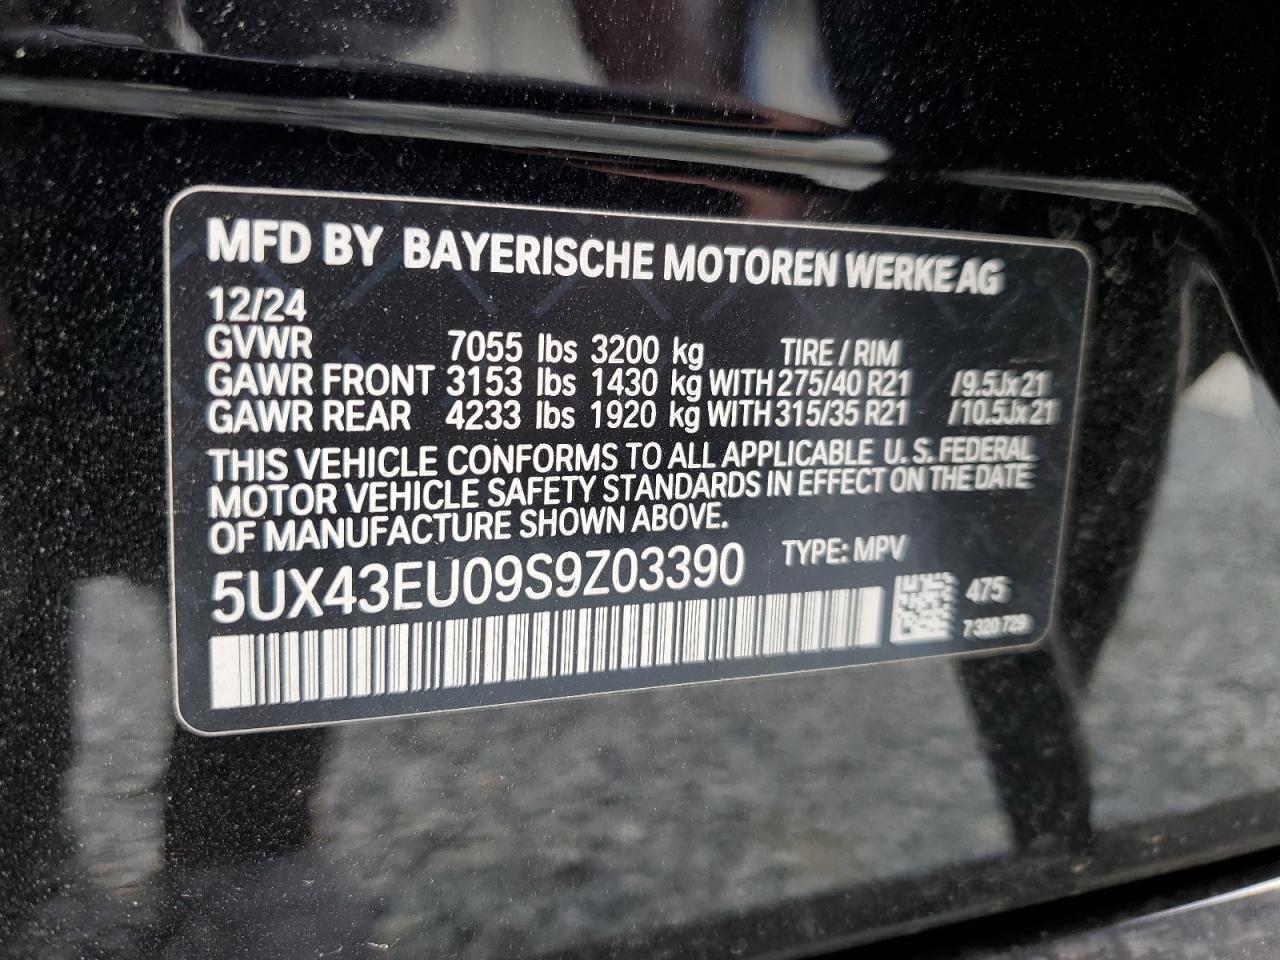 MFD BY BAYERISCHE MOTOREN WERKE AG
12/24
GVWR 7055 lbs 3200 kg TIRE / RIM
GAWR FRONT 3153 lbs 1430 kg WITH 275/40 R21 /9.5Jx21
GAWR REAR 4233 lbs 1920 kg WITH 315/35 R21 /10.5Jx21
THIS VEHICLE CONFORMS TO ALL APPLICABLE U.S. FEDERAL
MOTOR VEHICLE SAFETY STANDARDS IN EFFECT ON THE DATE
OF MANUFACTURE SHOWN ABOVE.
5UX43EU09S9Z03390 TYPE: MPV
475
7 320 729